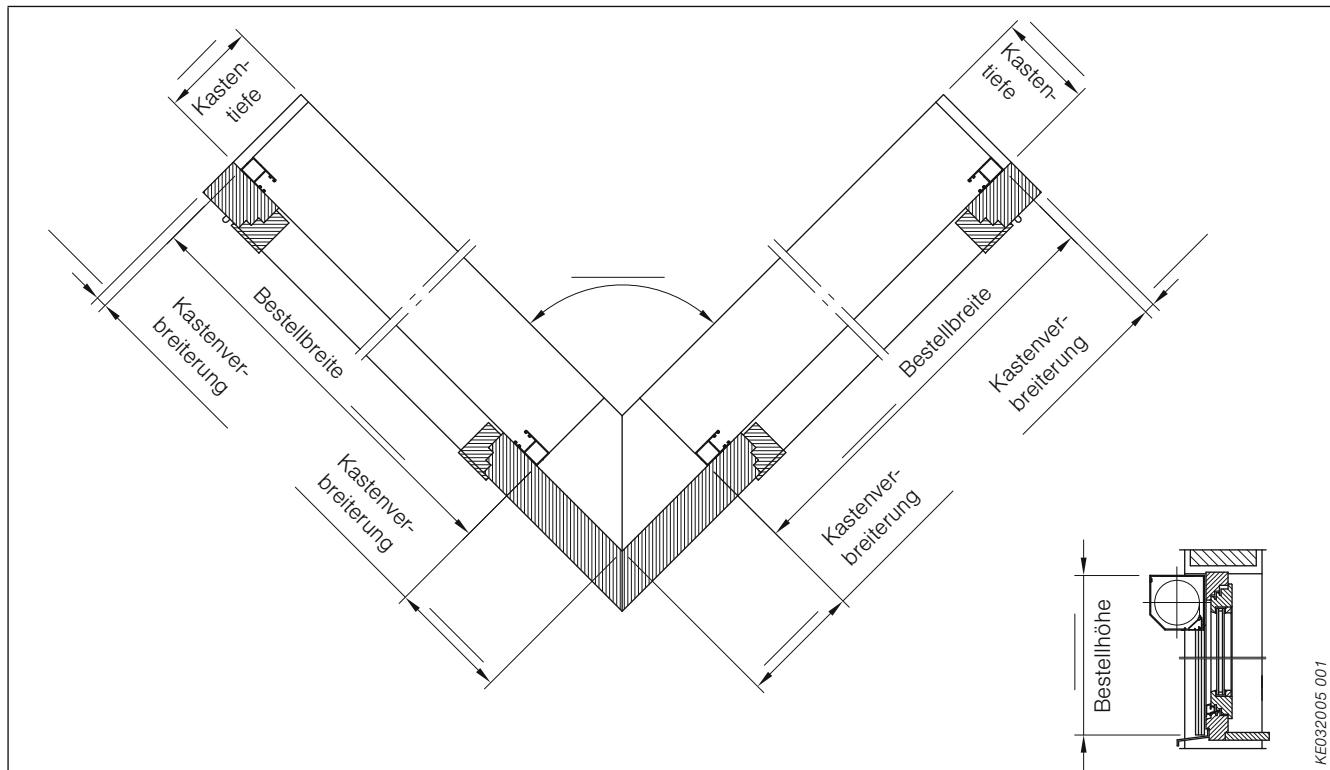 Kasten-
tiefe
Kasten-
tiefe
Kastenver-
breiterung
Bestellbreite
Bestellbreite
Kastenver-
breiterung
Kastenver-
breiterung
Kastenver-
breiterung
Bestellhöhe
KE032005 001